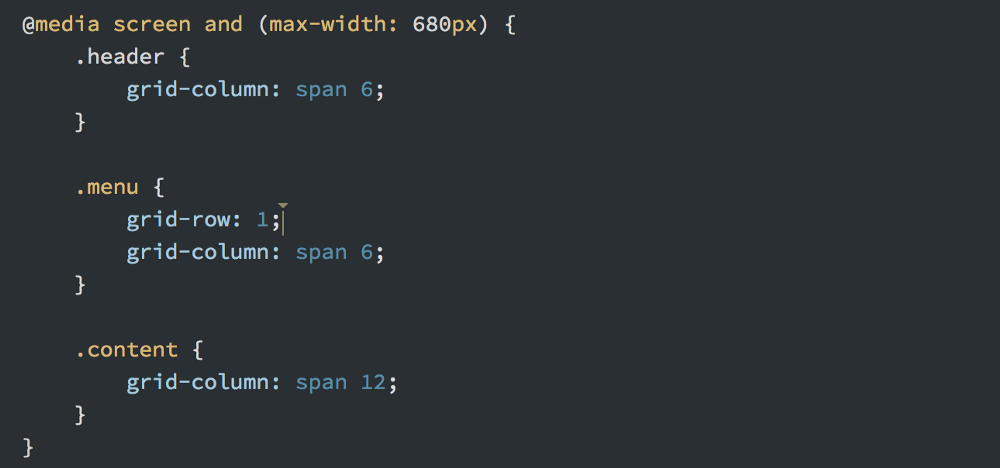 @media screen and (max-width: 680px) {
    .header {
        grid-column: span 6;
    }

    .menu {
        grid-row: 1;
        grid-column: span 6;
    }

    .content {
        grid-column: span 12;
    }
}